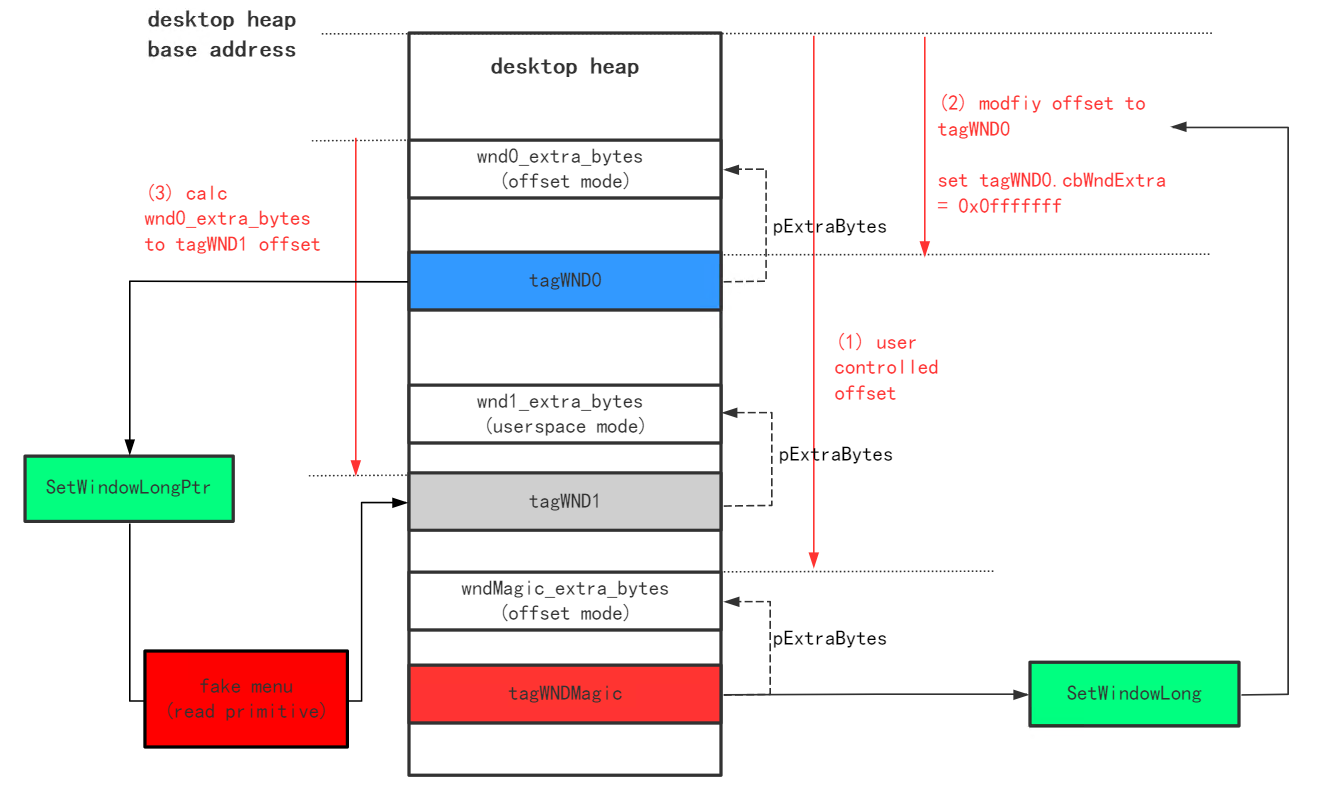 desktop heap
base address
desktop heap
(2) modfiy offset to
tagWND0
set tagWND0.cbWndExtra
= 0x0fffffff
wnd0_extra_bytes
(offset mode)
(3) calc
wnd0_extra_bytes
to tagWND1 offset
pExtraBytes
tagWND0
(1) user
controlled
offset
wnd1_extra_bytes
(userspace mode)
pExtraBytes
SetWindowLongPtr
tagWND1
wndMagic_extra_bytes
(offset mode)
pExtraBytes
fake menu
(read primitive)
tagWNDMagic
SetWindowLong